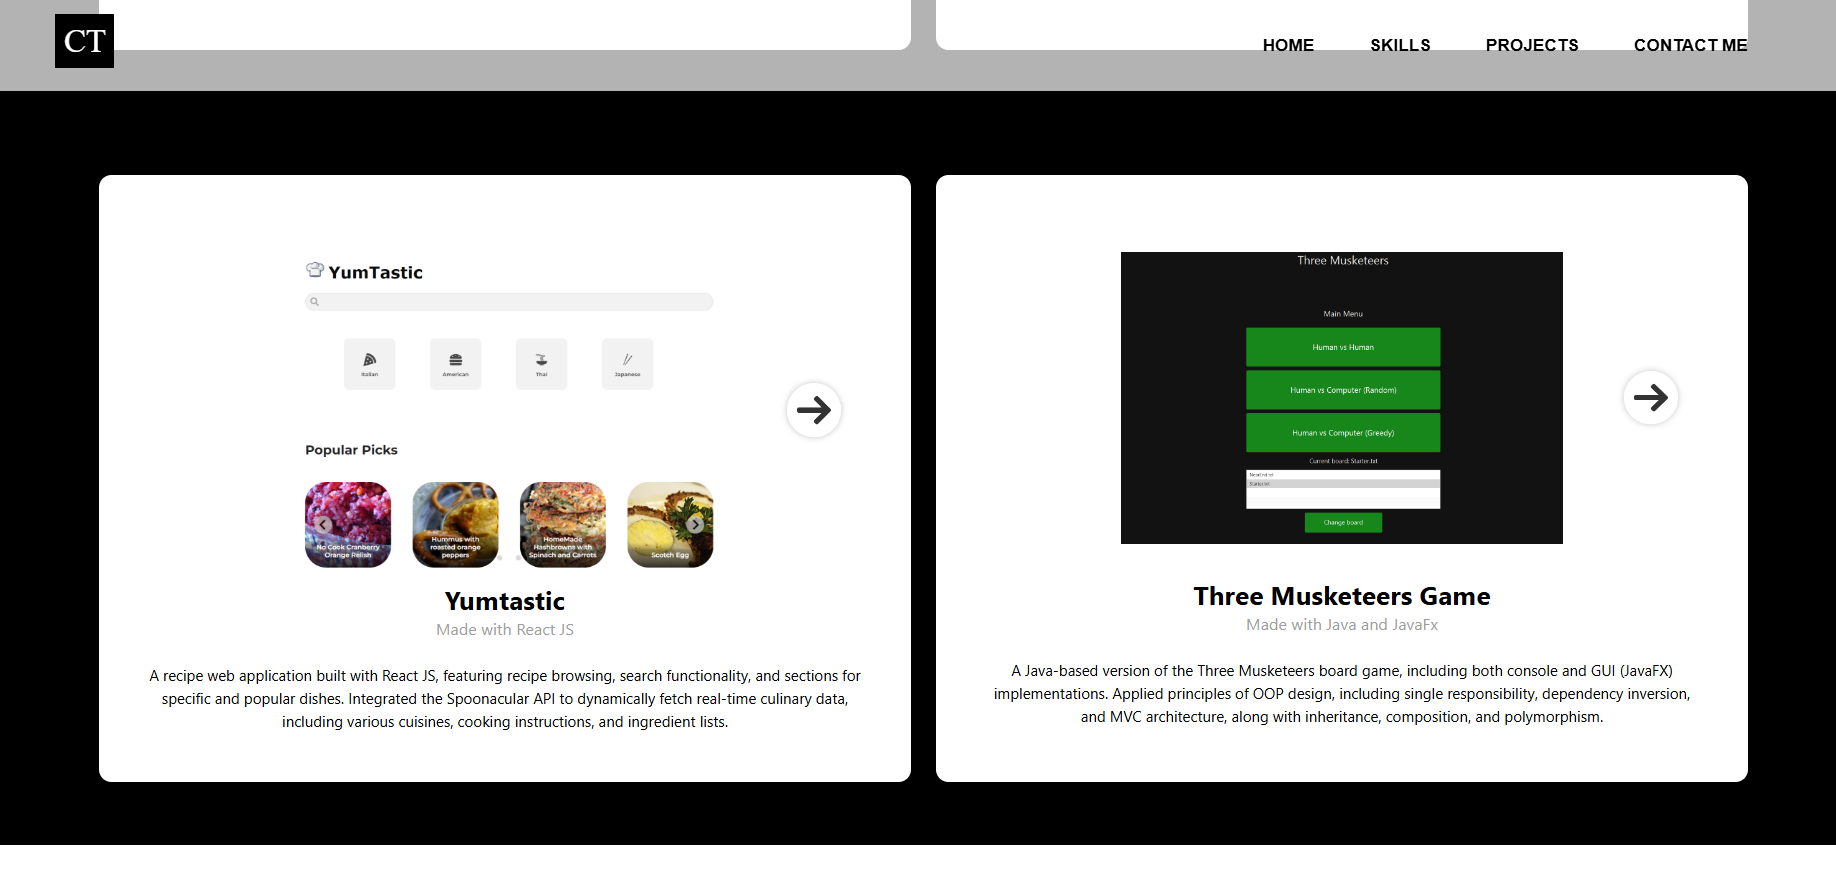 CT
HOME
SKILLS
PROJECTS
CONTACT ME
YumTastic
Italian
American
Thai
Japanese
Popular Picks
No Cook Cranberry -
Orange Relish
Hummus with
roasted orange
peppers
HomeMade
Hashbrowns with
Spinach and Carrots
Scotch Egg
Yumtastic
Made with React JS
A recipe web application built with React JS, featuring recipe browsing, search functionality, and sections for
specific and popular dishes. Integrated the Spoonacular API to dynamically fetch real-time culinary data,
including various cuisines, cooking instructions, and ingredient lists.
Three Musketeers
Main Menu
Human vs Human
Human vs Computer (Random)
Human vs Computer (Greedy)
Current board: Starter.txt
Starter.txt
Change board
Three Musketeers Game
Made with Java and JavaFx
A Java-based version of the Three Musketeers board game, including both console and GUI (JavaFX)
implementations. Applied principles of OOP design, including single responsibility, dependency inversion,
and MVC architecture, along with inheritance, composition, and polymorphism.